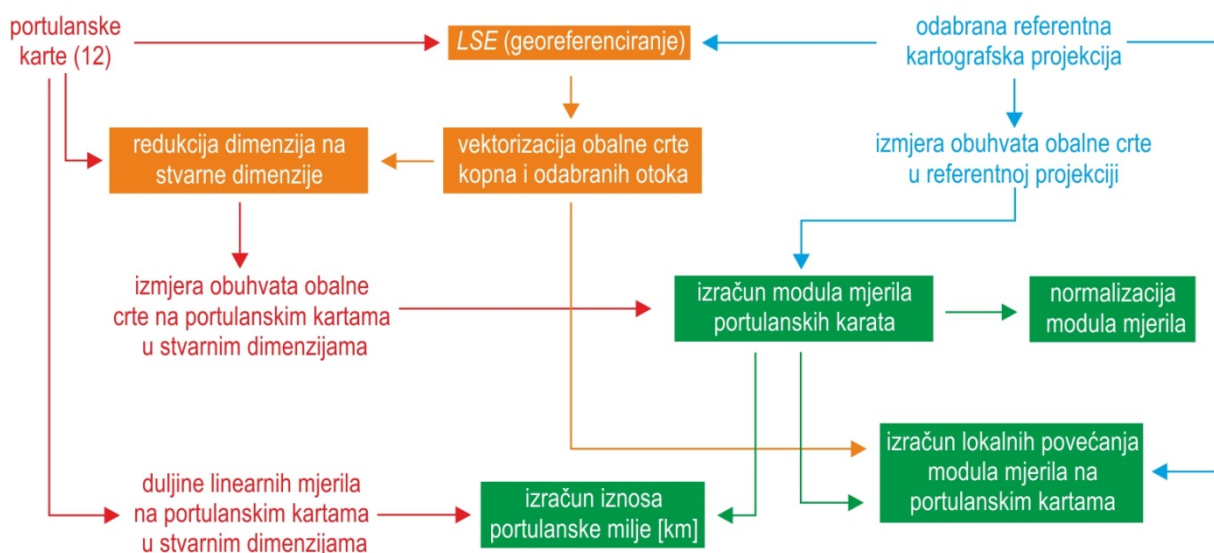 portulanske
karte (12)
LSE (georeferenciranje)
odabrana referentna
kartografska projekcija
redukcija dimenzija na
stvarne dimenzije
vektorizacija obalne crte
kopna i odabranih otoka
izmjera obuhvata obalne crte
u referentnoj projekciji
izmjera obuhvata obalne
crte na portulanskim kartama
u stvarnim dimenzijama
izračun modula mjerila
portulanskih karata
normalizacija
modula mjerila
izračun lokalnih povećanja
modula mjerila na
portulanskim kartama
duljine linearnih mjerila
na portulanskim kartama
u stvarnim dimenzijama
izračun iznosa
portulanske milje [km]